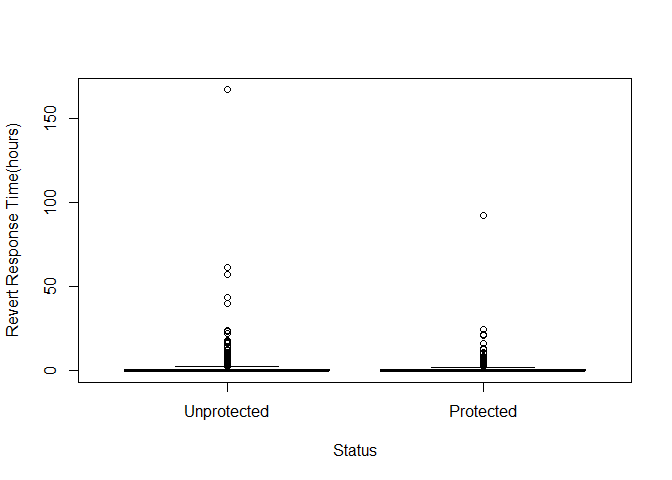 Revert Response Time(hours)
150
100
50
0
Unprotected
Protected
Status